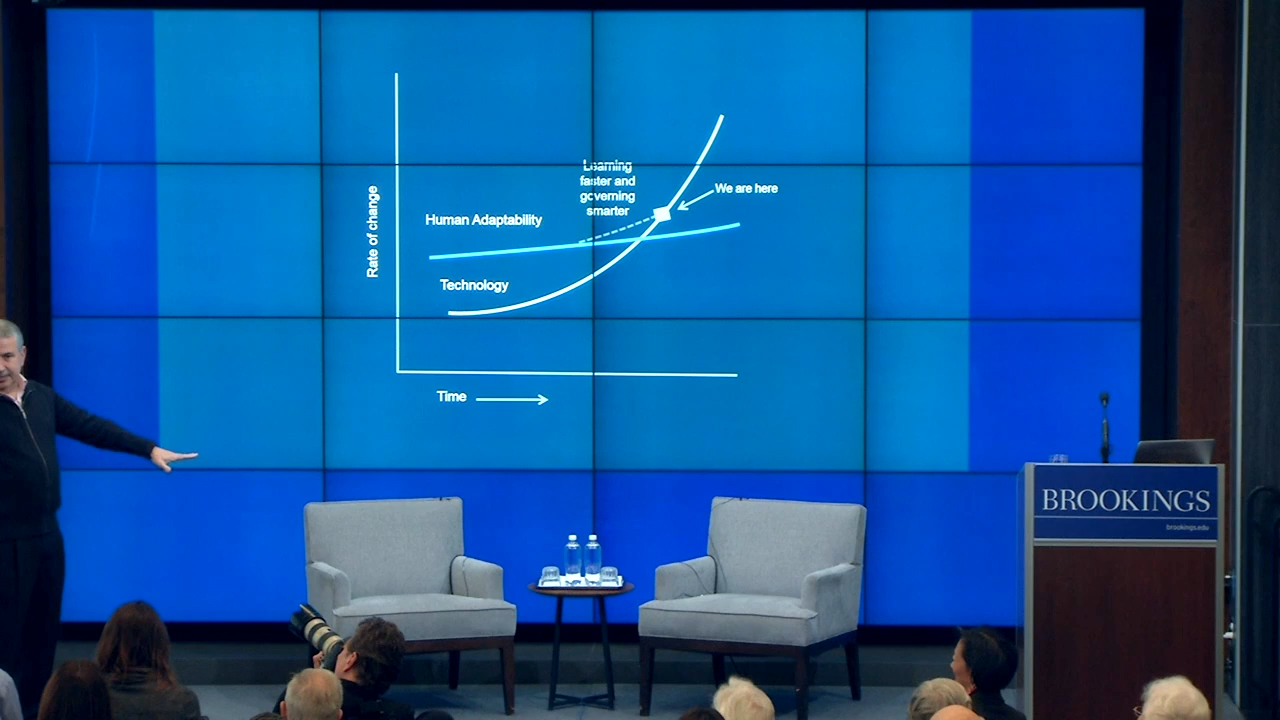 Learning
faster and
governing
smarter
We are here
Human Adaptability
Rate of change
Technology
Time
BROOKINGS
brookings.edu